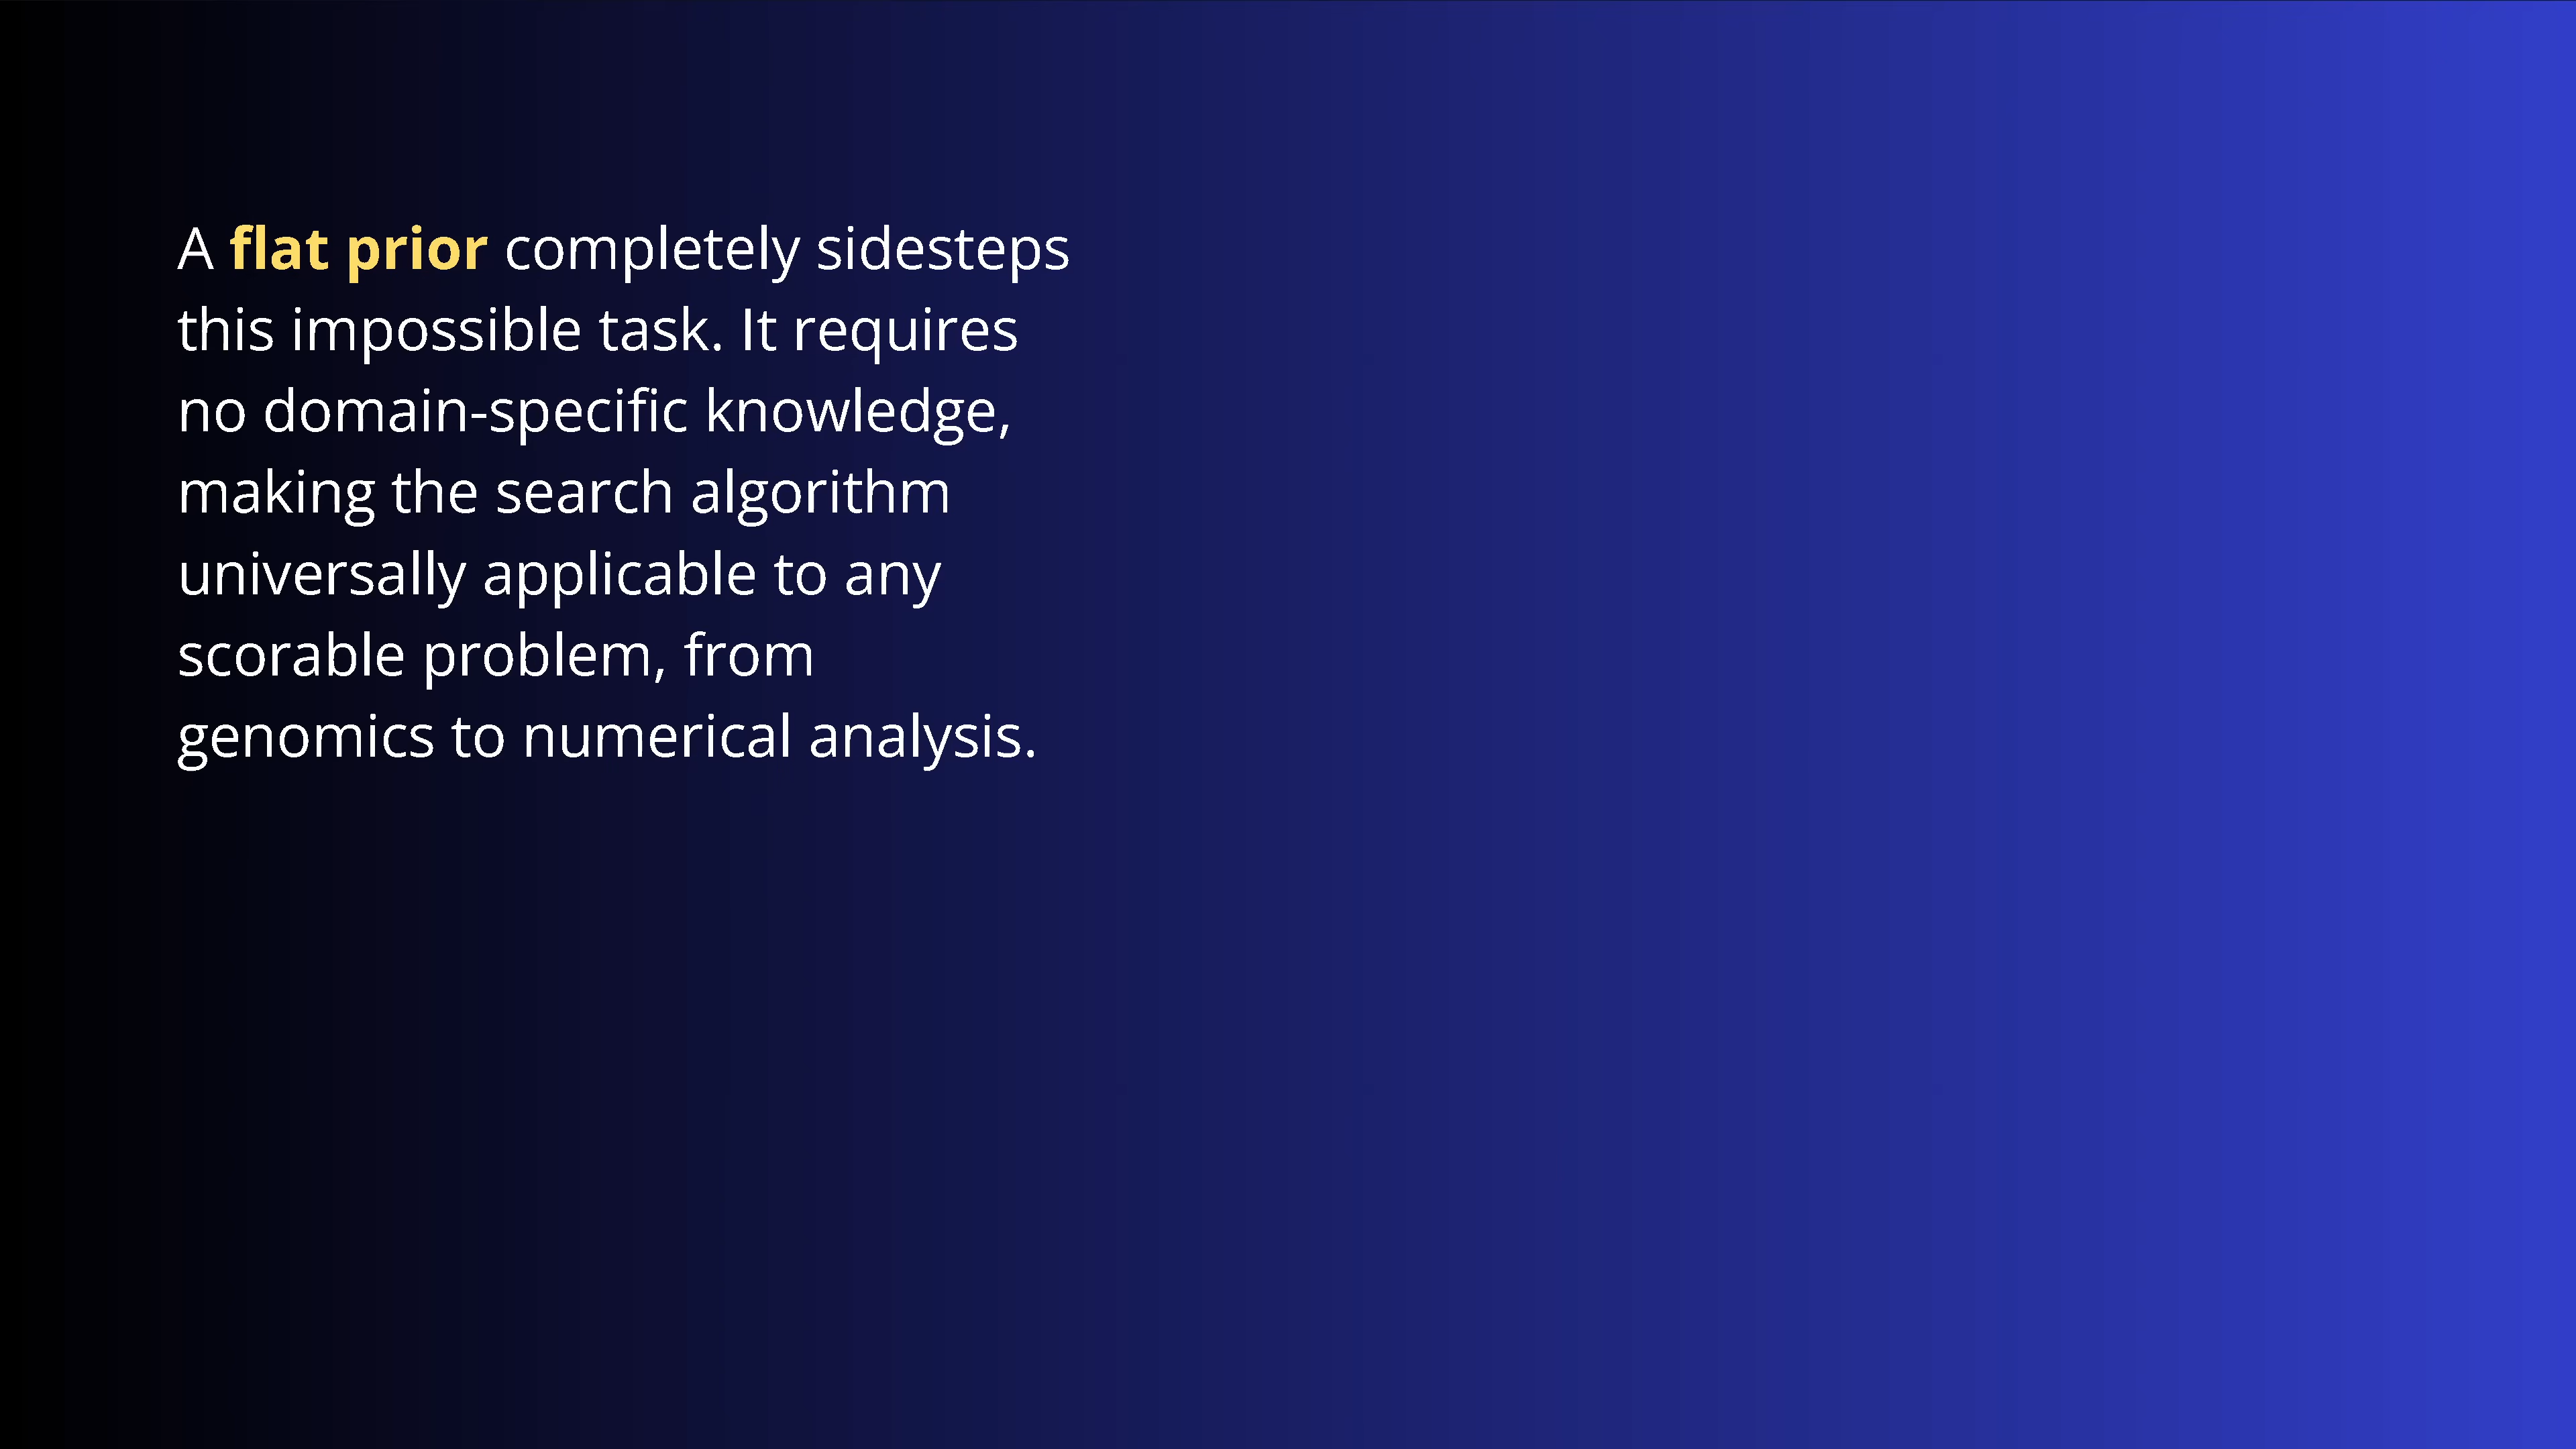 A flat prior completely sidesteps
this impossible task. It requires
no domain-specific knowledge,
making the search algorithm
universally applicable to any
scorable problem, from
genomics to numerical analysis.